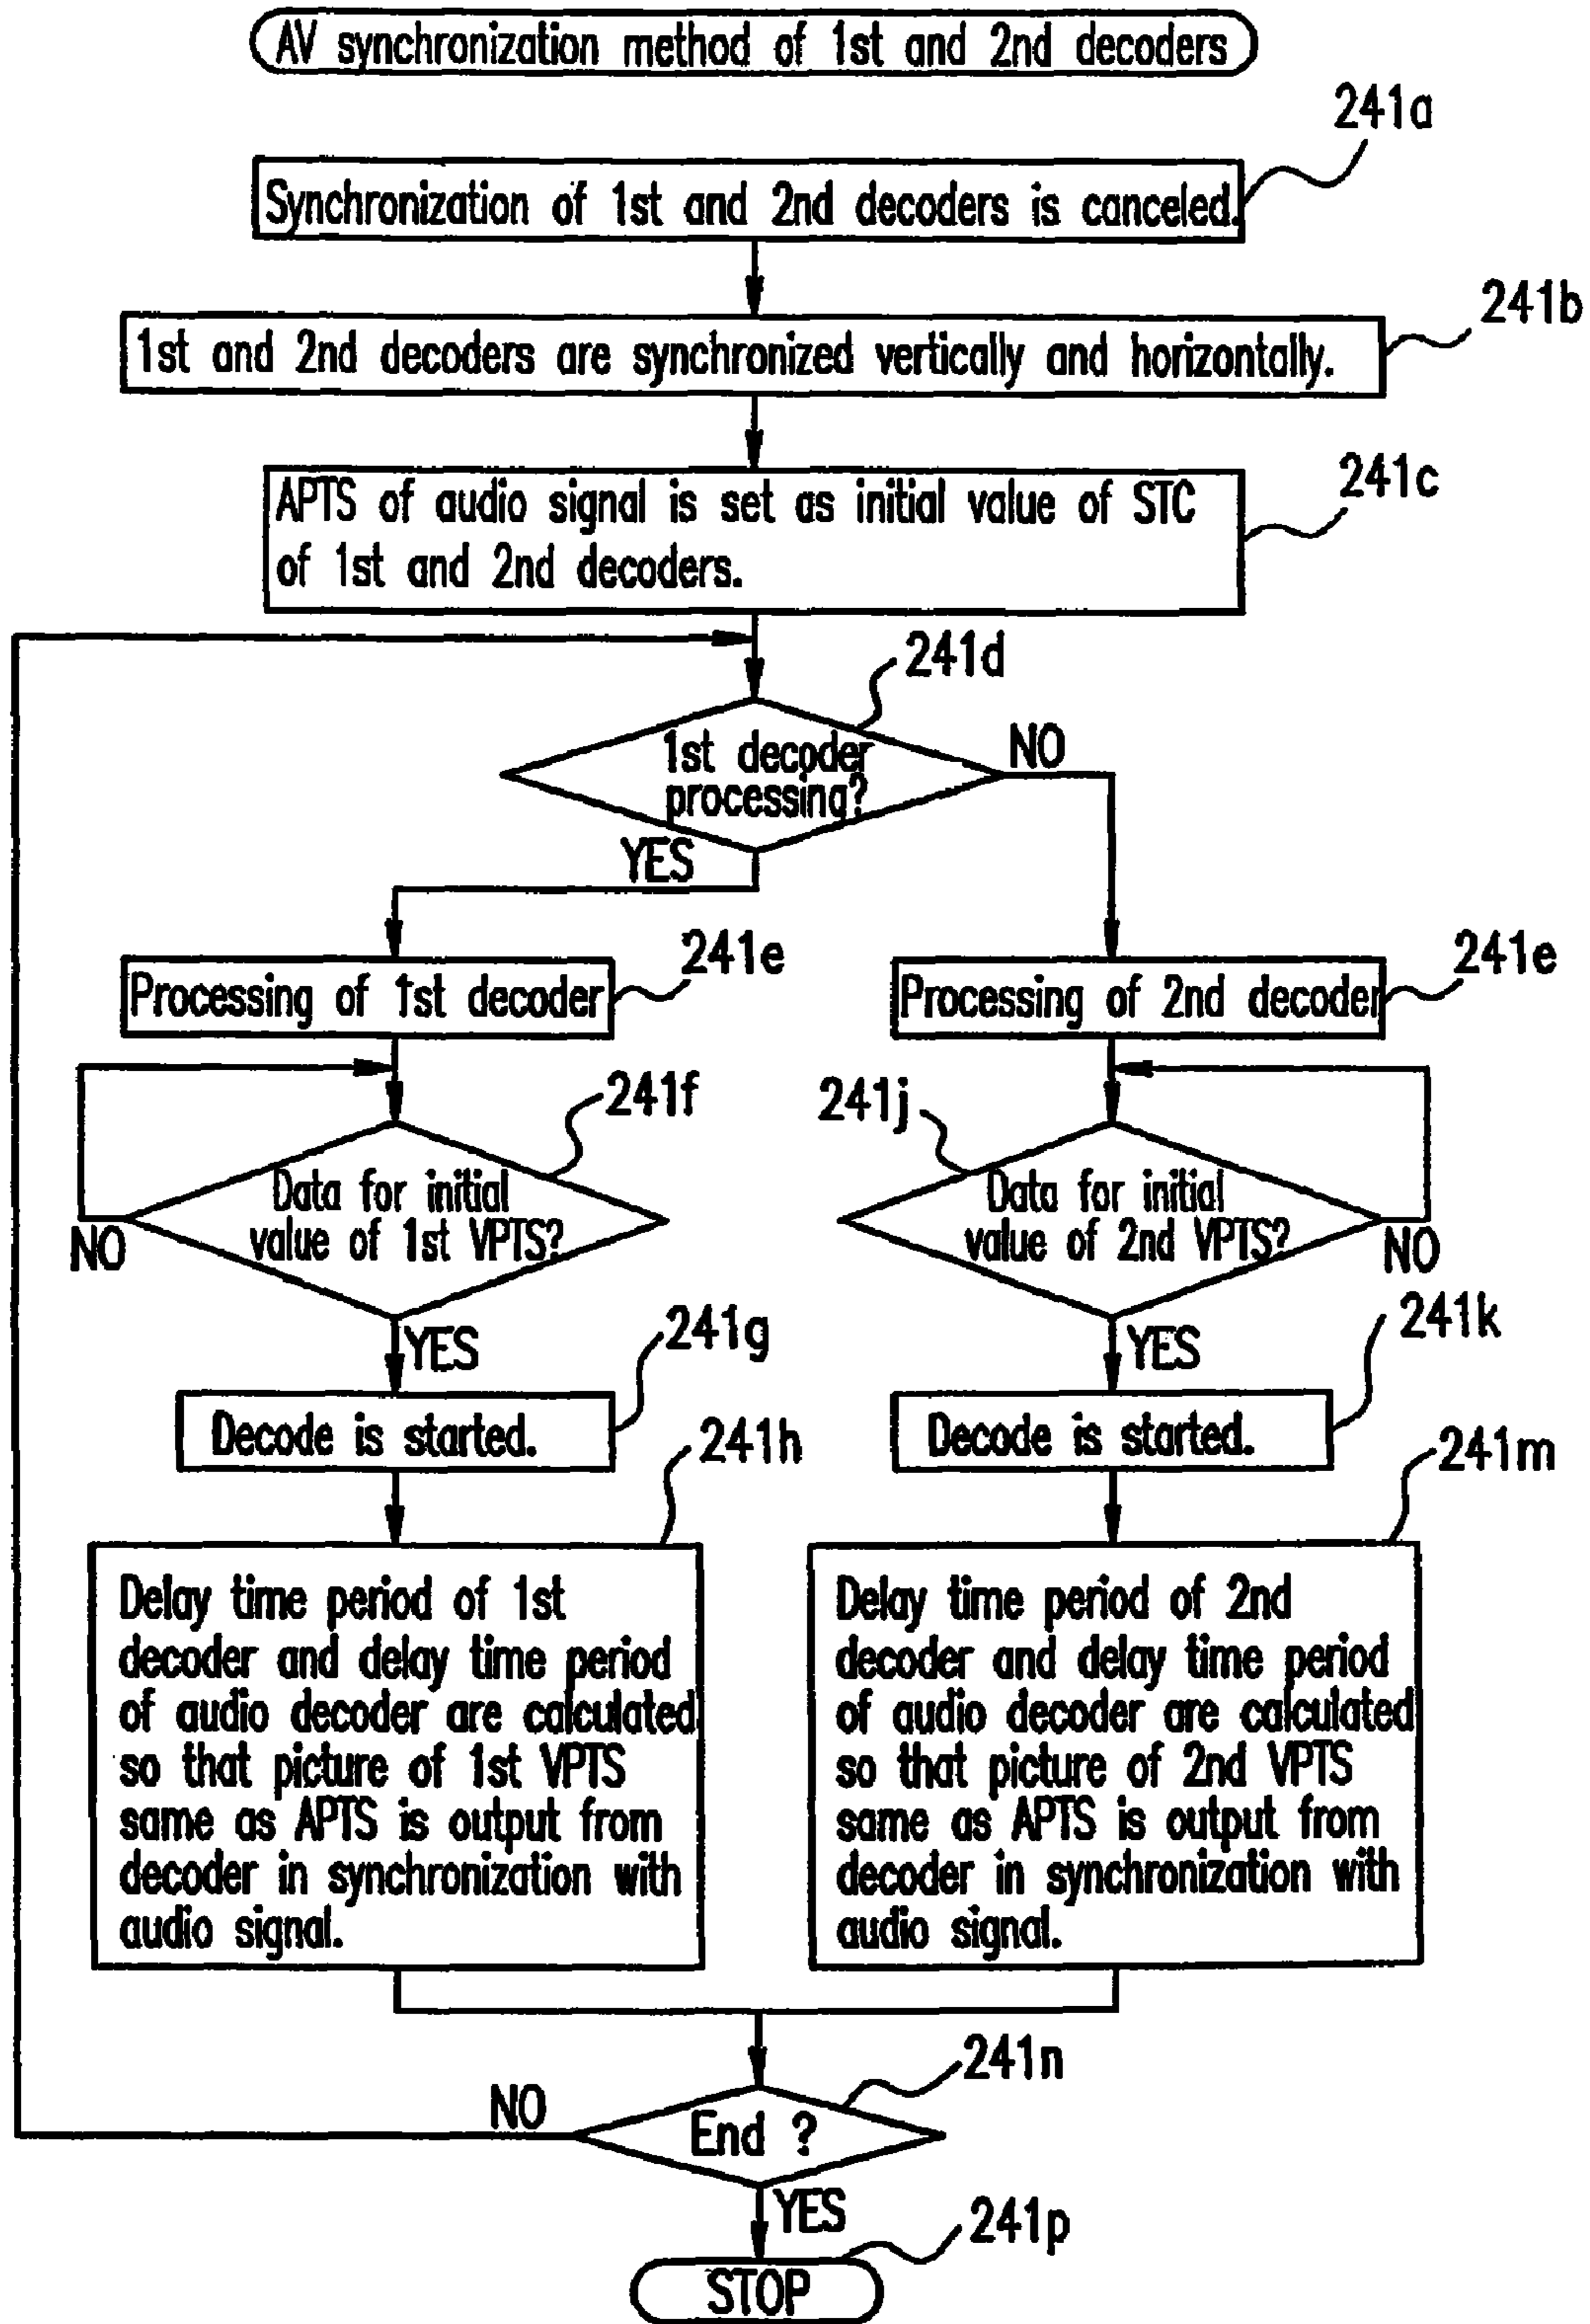 AV synchronization method of 1st and 2nd decoders
241a
Synchronization of 1st and 2nd decoders is canceled.
241b
1st and 2nd decoders are synchronized vertically and horizontally.
241c
APTS of audio signal is set as initial value of STC
of 1st and 2nd decoders.
241d
1st decoder
processing?
NO
YES
241e
Processing of 1st decoder
241e
Processing of 2nd decoder
241f
Data for initial
value of 1st VPTS?
NO
YES
241j
Data for initial
value of 2nd VPTS?
NO
YES
241g
Decode is started.
241k
Decode is started.
241h
Delay time period of 1st
decoder and delay time period
of audio decoder are calculated
so that picture of 1st VPTS
same as APTS is output from
decoder in synchronization with
audio signal.
241m
Delay time period of 2nd
decoder and delay time period
of audio decoder are calculated
so that picture of 2nd VPTS
same as APTS is output from
decoder in synchronization with
audio signal.
241n
End ?
NO
YES
241p
STOP